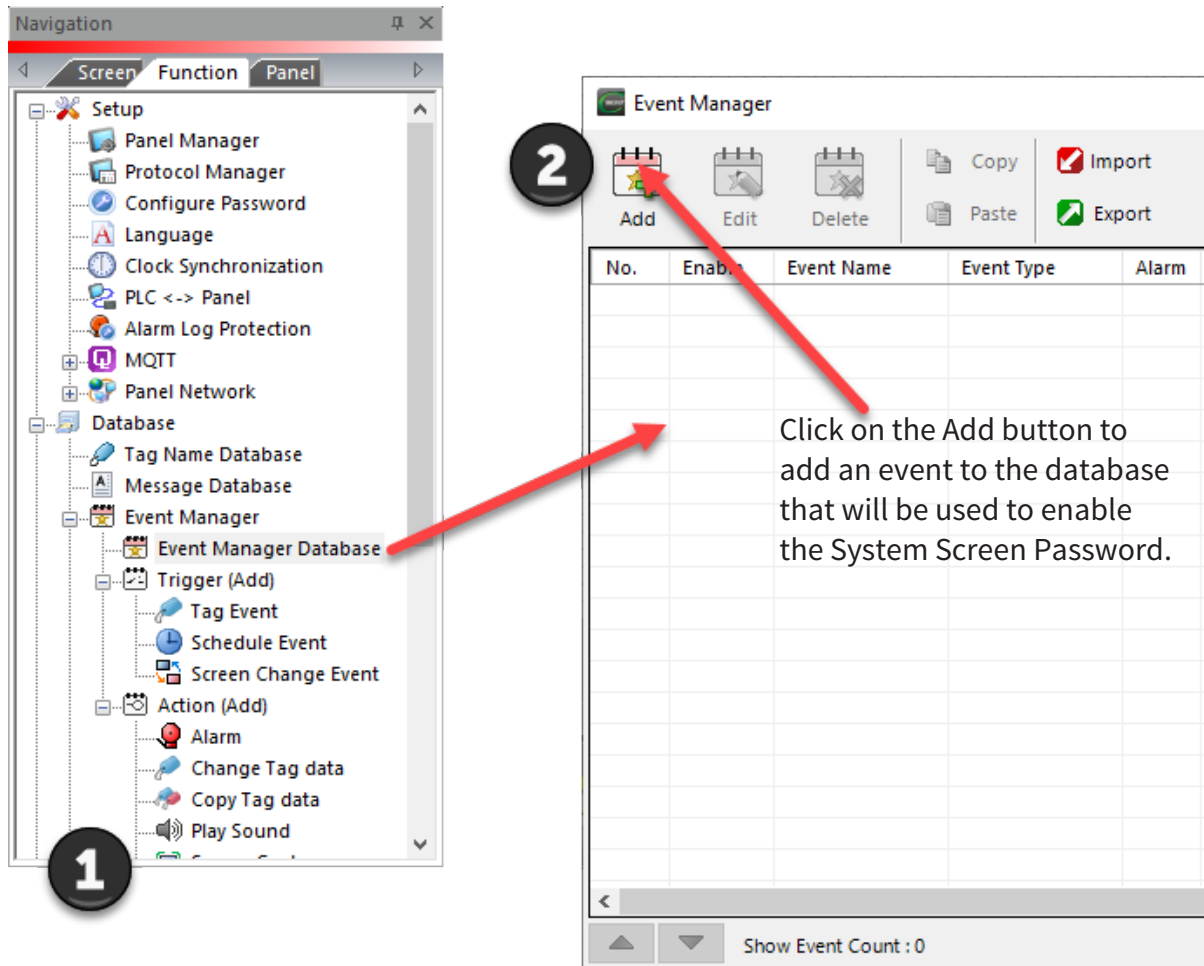 Navigation
Screen Function Panel
Setup
Panel Manager
Protocol Manager
Configure Password
Language
Clock Synchronization
PLC <-> Panel
Alarm Log Protection
MQTT
Panel Network
Database
Tag Name Database
Message Database
Event Manager
Event Manager Database
Trigger (Add)
Tag Event
Schedule Event
Screen Change Event
Action (Add)
Alarm
Change Tag data
Copy Tag data
Play Sound
1
2
Event Manager
Add Edit Delete
Copy Import
Paste Export
No. Enable Event Name Event Type Alarm
Click on the Add button to
add an event to the database
that will be used to enable
the System Screen Password.
Show Event Count : 0